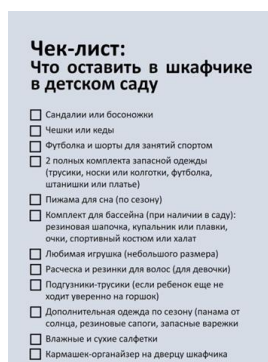 Чек-лист:
Что оставить в шкафчике
в детском саду
Сандалии или босоножки
Чешки или кеды
Футболка и шорты для занятий спортом
2 полных комплекта запасной одежды
(трусики, носки или колготки, футболка,
штанишки или платье)
Пижама для сна (по сезону)
Комплект для бассейна (при наличии в саду):
резиновая шапочка, купальник или плавки,
очки, спортивный костюм или халат
Любимая игрушка (небольшого размера)
Расческа и резинки для волос (для девочки)
Подгузники-трусики (если ребенок еще не
ходит уверенно на горшок)
Дополнительная одежда по сезону (панама от
солнца, резиновые сапоги, запасные варежки
Влажные и сухие салфетки
Кармашек-органайзер на дверцу шкафчика